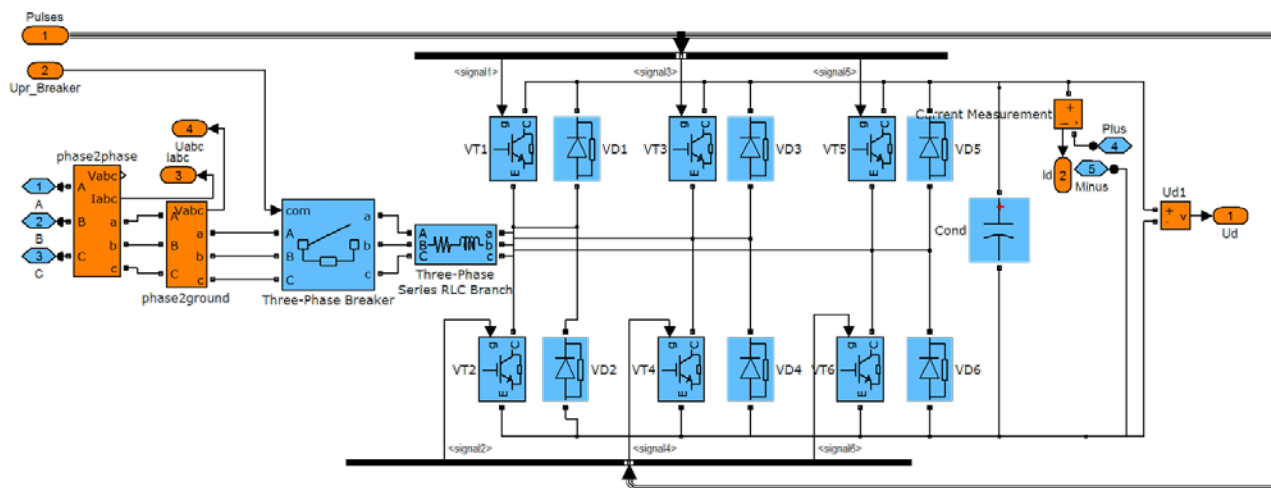 Pulses
1
2
Upr_Breaker
<signal1>
<signal3>
<signal5>
g
C
E
VT1
VD1
g
C
E
VT3
VD3
g
C
E
VT5
VD5
Current Measurement
+
-
i
Plus
4
5
Minus
Id
2
4
Uabc
Iabc
3
phase2phase
Vabc
Iabc
A
B
C
a
b
c
1
A
2
B
3
C
Vabc
A
B
C
a
b
c
phase2ground
com
A
B
C
a
b
c
Three-Phase Breaker
A
B
C
a
b
c
Three-Phase
Series RLC Branch
+
Cond
Ud1
+
-
v
1
Ud
g
C
E
VT2
VD2
g
C
E
VT4
VD4
g
C
E
VT6
VD6
<signal2>
<signal4>
<signal6>